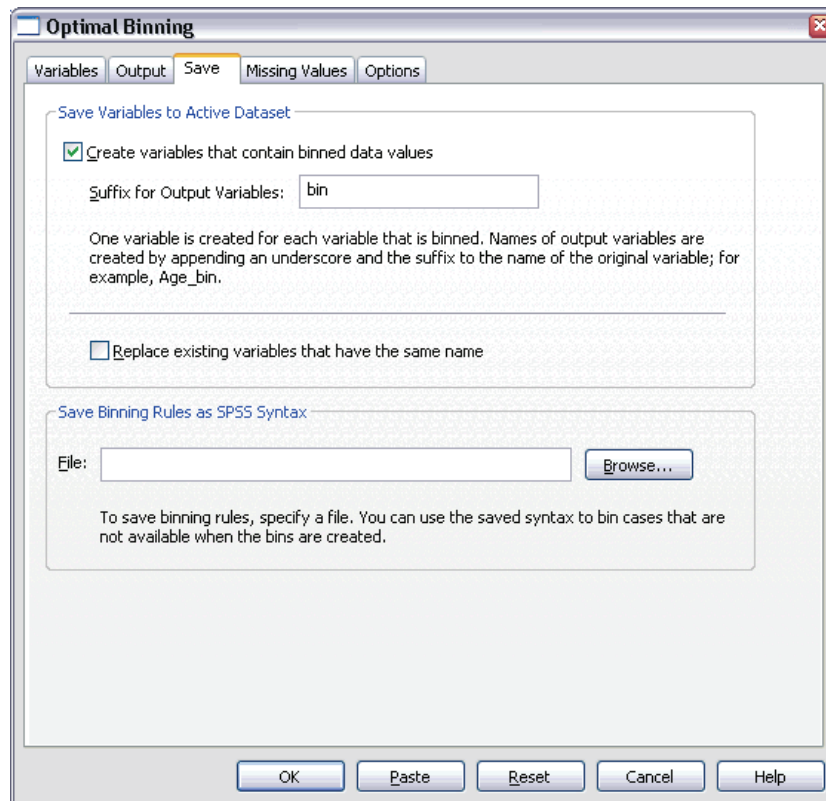 Optimal Binning
Variables Output Save Missing Values Options
Save Variables to Active Dataset
Create variables that contain binned data values
Suffix for Output Variables: bin
One variable is created for each variable that is binned. Names of output variables are
created by appending an underscore and the suffix to the name of the original variable; for
example, Age_bin.
Replace existing variables that have the same name
Save Binning Rules as SPSS Syntax
File: Browse...
To save binning rules, specify a file. You can use the saved syntax to bin cases that are
not available when the bins are created.
OK Paste Reset Cancel Help